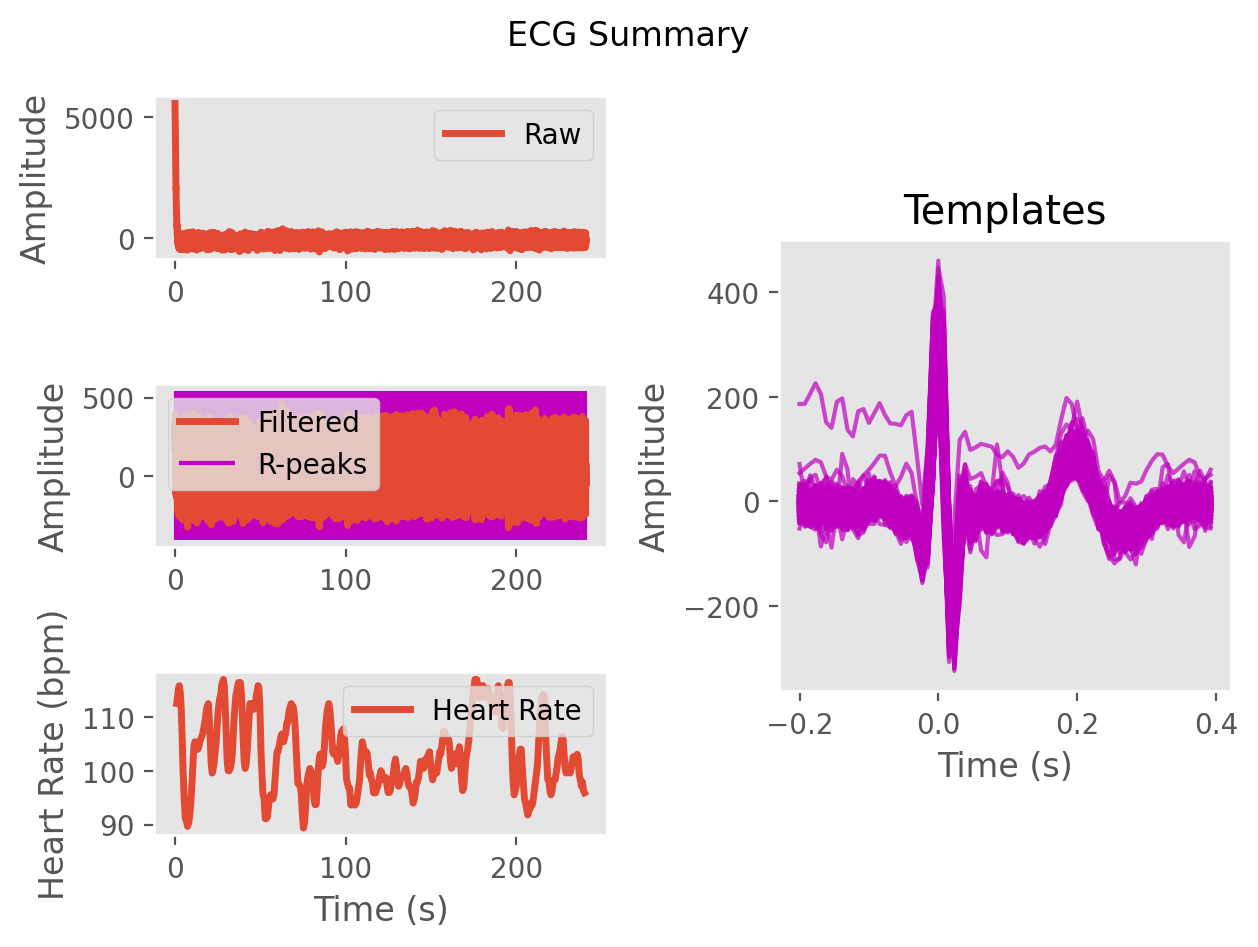 ECG Summary
Amplitude
5000
0
Raw
0
100
200
Amplitude
500
0
Filtered
R-peaks
0
100
200
Heart Rate (bpm)
110
100
90
Heart Rate
0
100
200
Time (s)
Templates
Amplitude
400
200
0
−200
−0.2
0.0
0.2
0.4
Time (s)